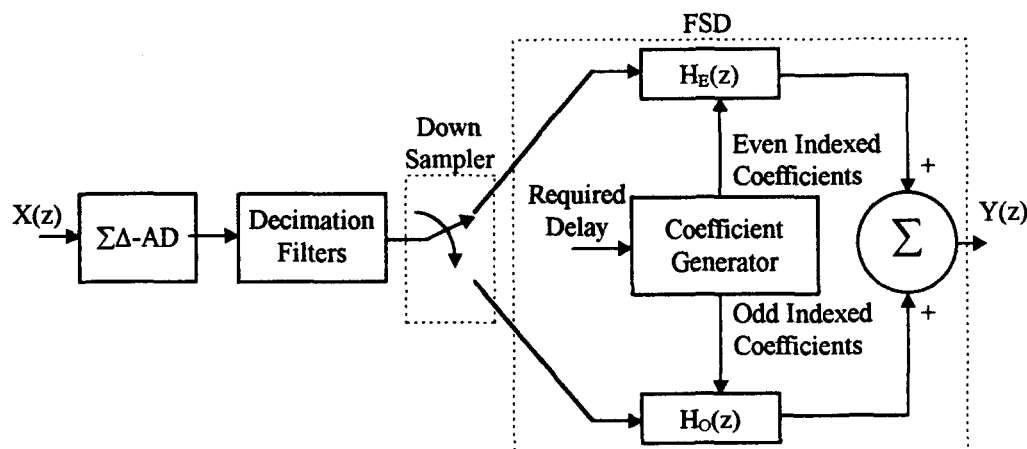 FSD
H_E(z)
Down
Sampler
Even Indexed
Coefficients
Required
Delay
X(z)
ΣΔ-AD
Decimation
Filters
Coefficient
Generator
+
Σ
Y(z)
+
Odd Indexed
Coefficients
H_O(z)